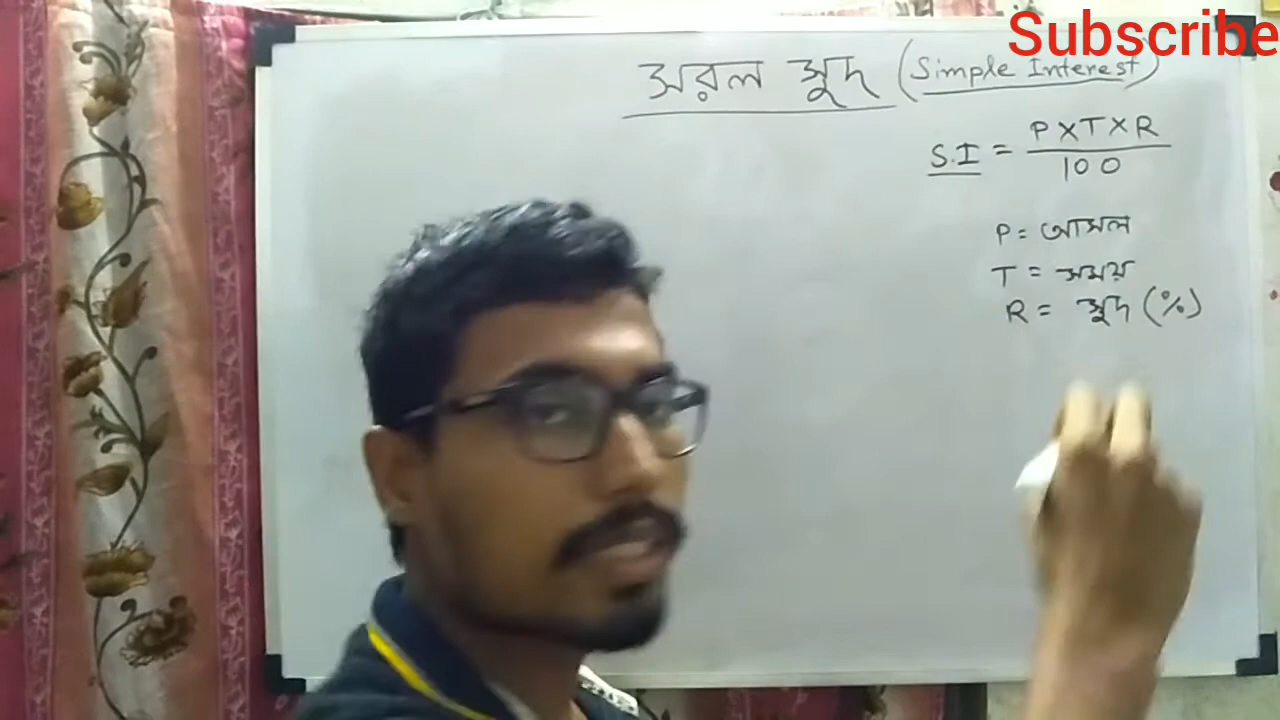 Subscribe
সরল সুদ (Simple Interest)
S.I = P×T×R / 100
P = আসল
T = সময়
R = সুদ (%)